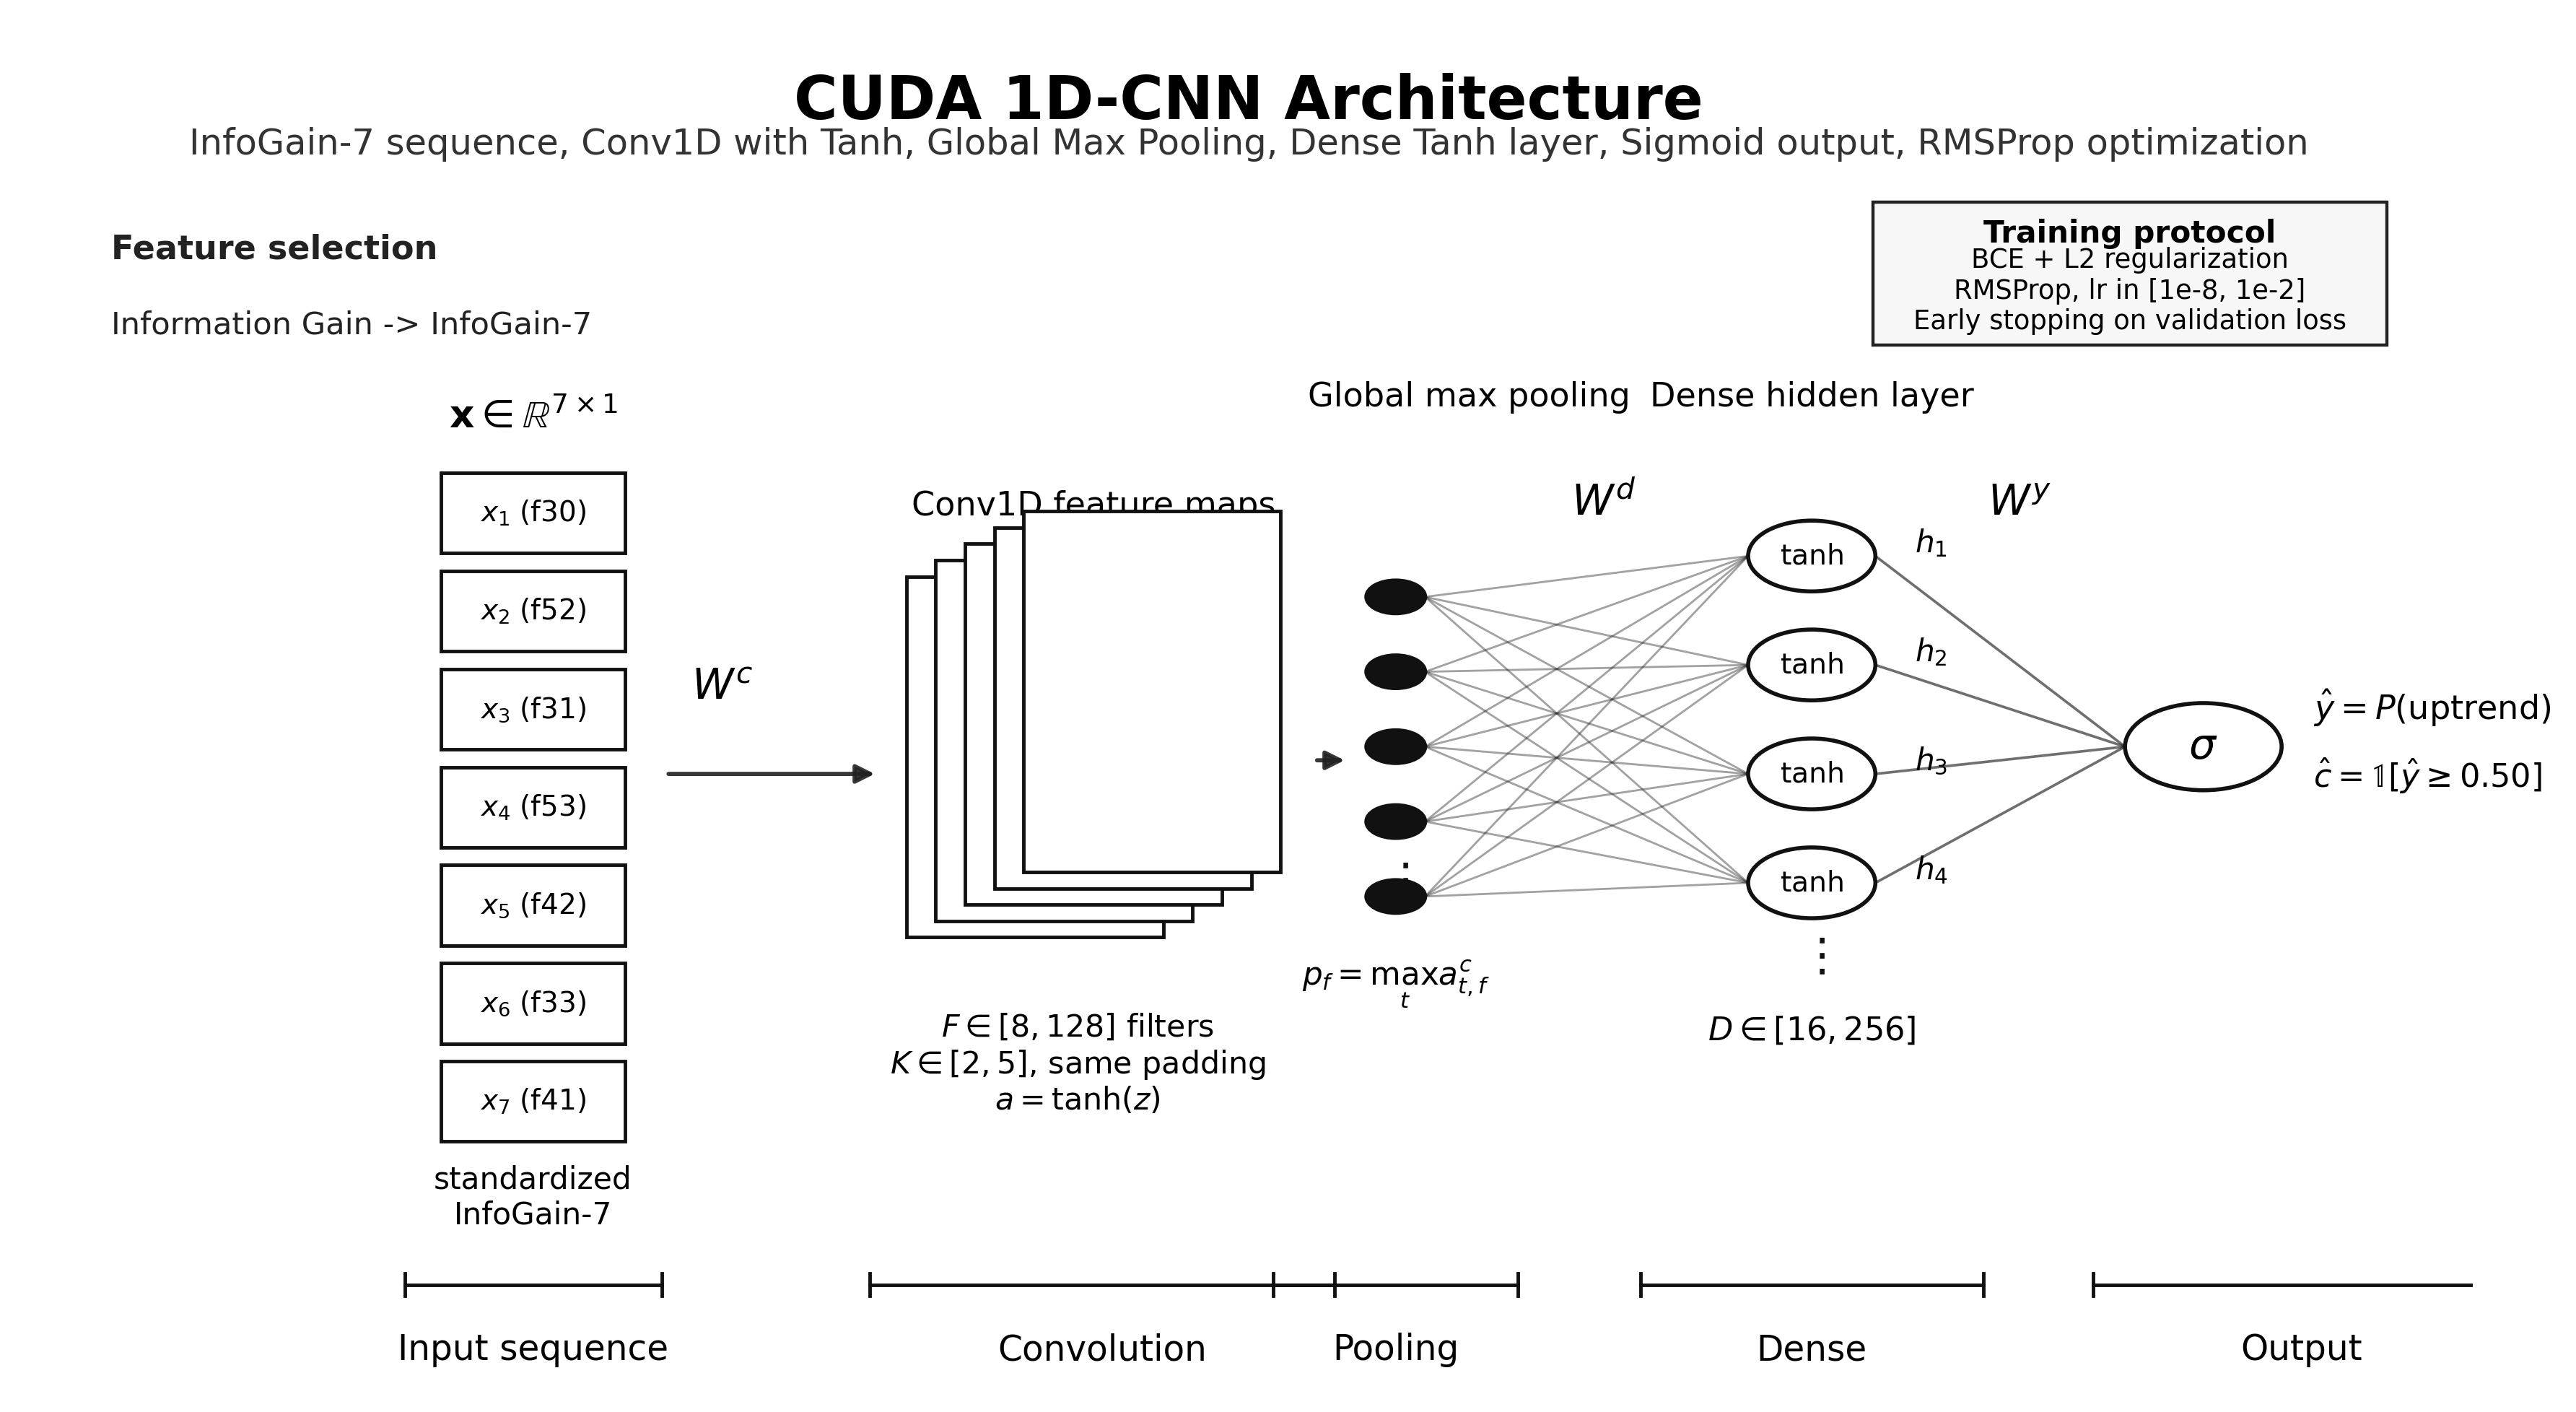 CUDA 1D-CNN Architecture
InfoGain-7 sequence, Conv1D with Tanh, Global Max Pooling, Dense Tanh layer, Sigmoid output, RMSProp optimization
Feature selection
Information Gain -> InfoGain-7
Training protocol
BCE + L2 regularization
RMSProp, lr in [1e-8, 1e-2]
Early stopping on validation loss
x ∈ ℝ^{7 × 1}
x₁ (f30)
x₂ (f52)
x₃ (f31)
x₄ (f53)
x₅ (f42)
x₆ (f33)
x₇ (f41)
standardized
InfoGain-7
W^c
Conv1D feature maps
F ∈ [8, 128] filters
K ∈ [2, 5], same padding
a = tanh(z)
Global max pooling
⋮
p_f = max_t a^c_{t, f}
Dense hidden layer
W^d
tanh
tanh
tanh
tanh
⋮
D ∈ [16, 256]
W^y
h₁
h₂
h₃
h₄
σ
ŷ = P(uptrend)
ĉ = 𝟙[ŷ ≥ 0.50]
Input sequence
Convolution
Pooling
Dense
Output